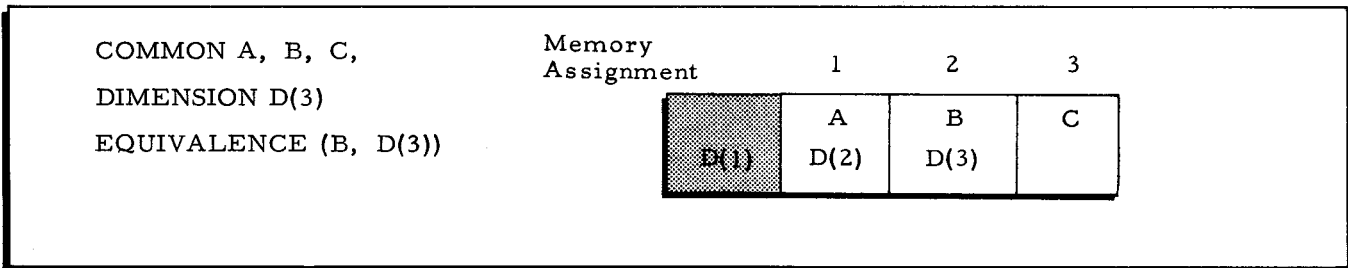 COMMON A, B, C,
DIMENSION D(3)
EQUIVALENCE (B, D(3))
Memory
Assignment 1 2 3
A B C
D(1) D(2) D(3)